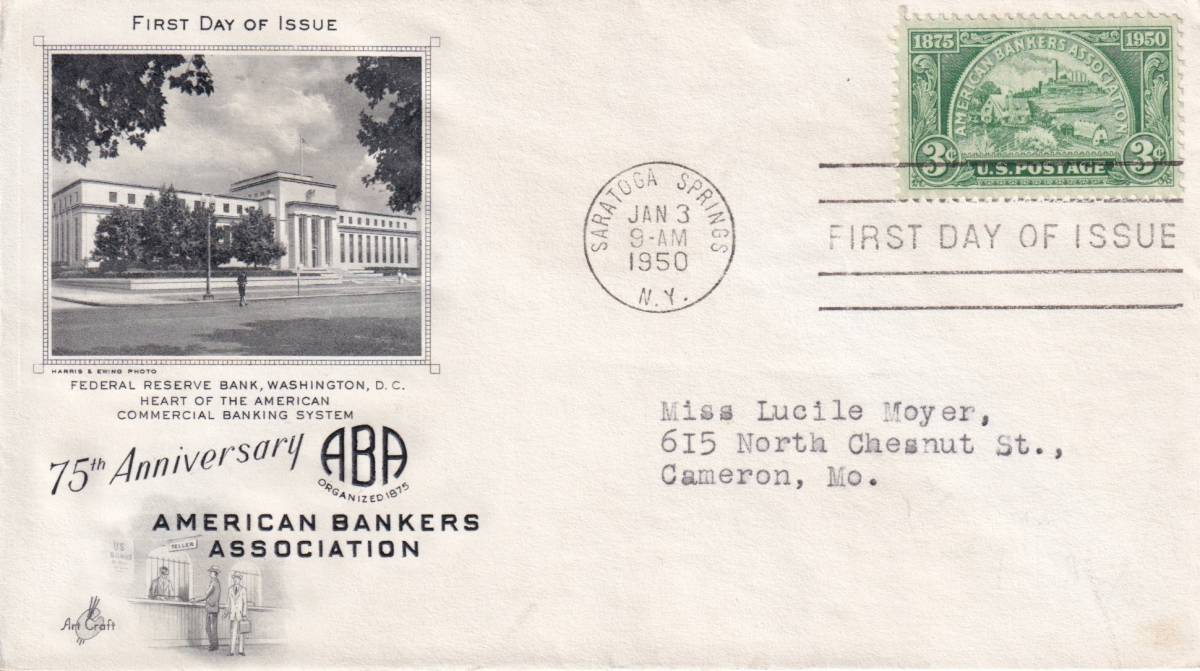 FIRST DAY OF ISSUE
HARRIS & EWING PHOTO
FEDERAL RESERVE BANK, WASHINGTON, D. C.
HEART OF THE AMERICAN
COMMERCIAL BANKING SYSTEM
75th Anniversary
ABA
ORGANIZED 1875
AMERICAN BANKERS
ASSOCIATION
US
TELLER
Art Craft
SARATOGA SPRINGS
JAN 3
9-AM
1950
N.Y.
1875 1950
AMERICAN BANKERS ASSOCIATION
3¢ 3¢
U.S. POSTAGE
FIRST DAY OF ISSUE
Miss Lucile Moyer,
615 North Chesnut St.,
Cameron, Mo.